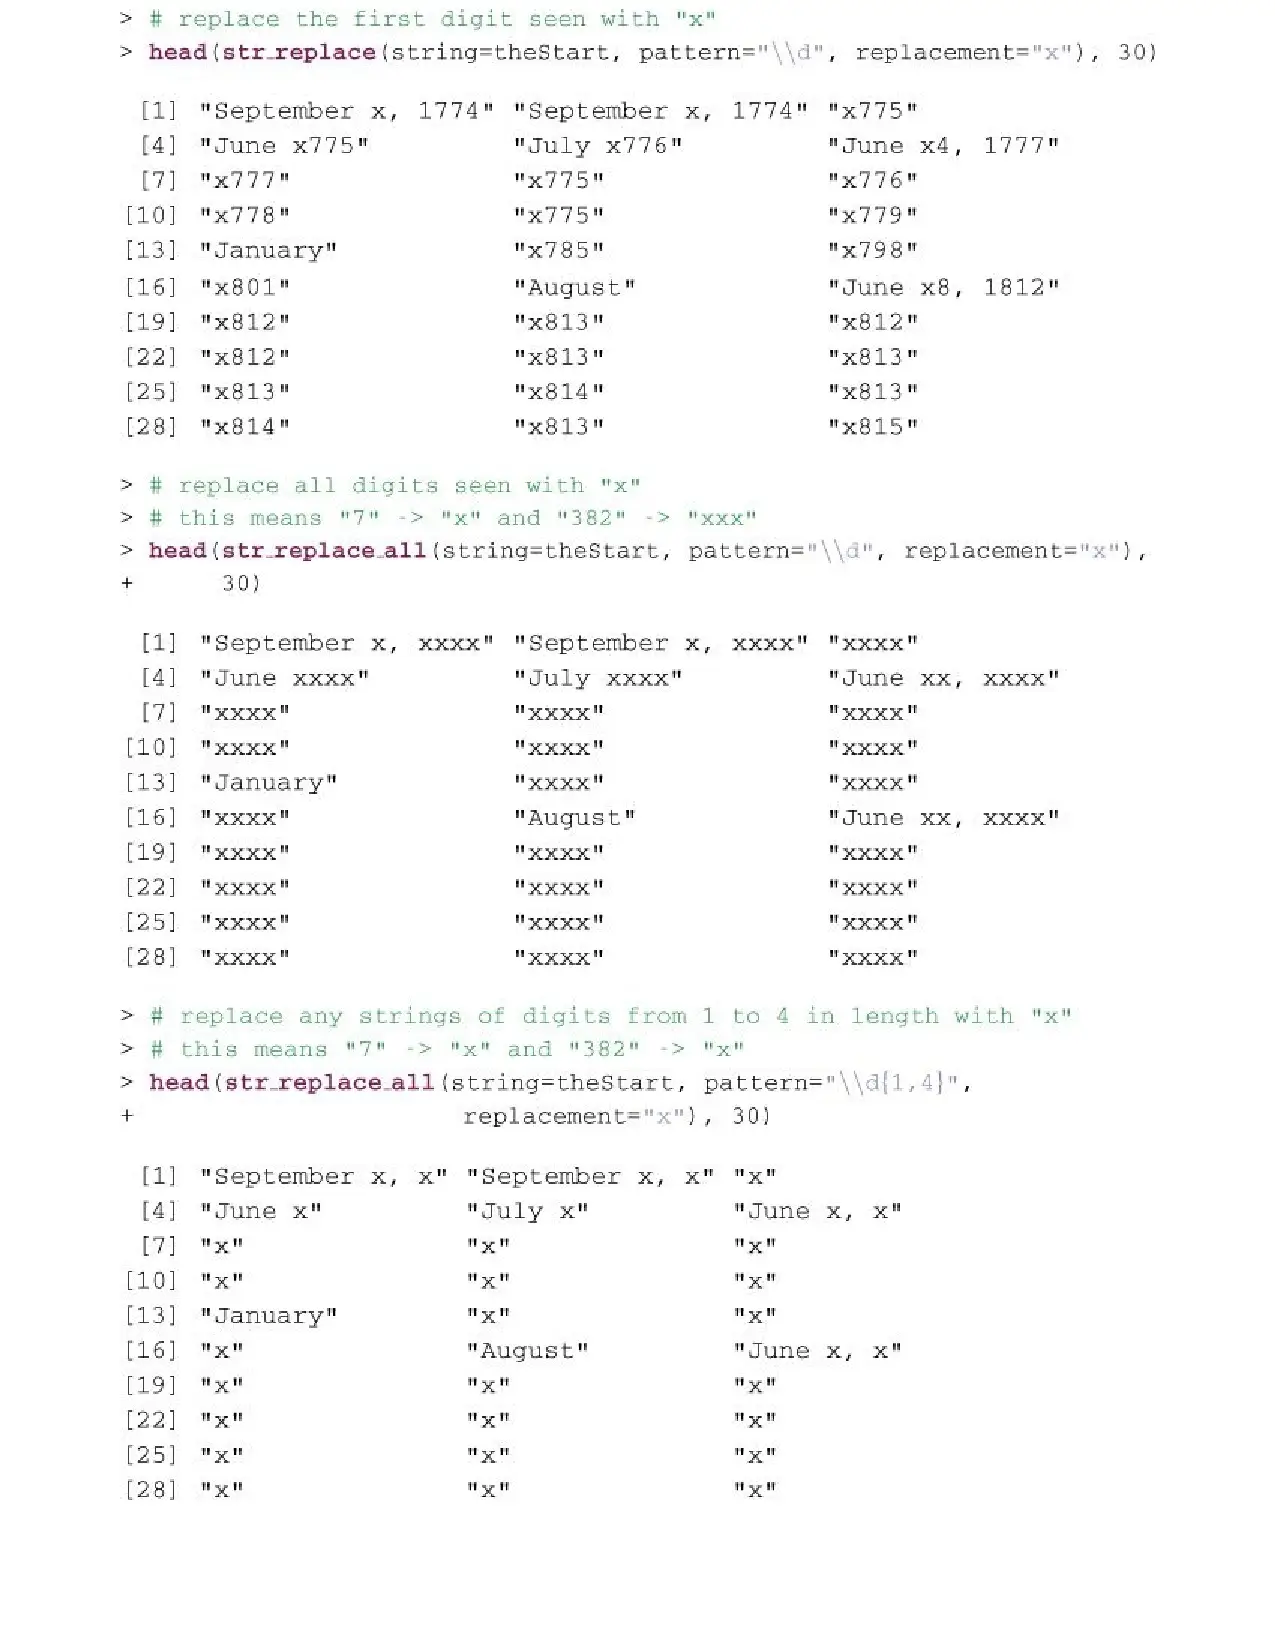 > # replace the first digit seen with "x"
> head(str_replace(string=theStart, pattern="\\d", replacement="x"), 30)
[1] "September x, 1774" "September x, 1774" "x775"
[4] "June x775" "July x776" "June x4, 1777"
[7] "x777" "x775" "x776"
[10] "x778" "x775" "x779"
[13] "January" "x785" "x798"
[16] "x801" "August" "June x8, 1812"
[19] "x812" "x813" "x812"
[22] "x812" "x813" "x813"
[25] "x813" "x814" "x813"
[28] "x814" "x813" "x815"
> # replace all digits seen with "x"
> # this means "7" -> "x" and "382" -> "xxx"
> head(str_replace_all(string=theStart, pattern="\\d", replacement="x"),
+ 30)
[1] "September x, xxxx" "September x, xxxx" "xxxx"
[4] "June xxxx" "July xxxx" "June xx, xxxx"
[7] "xxxx" "xxxx" "xxxx"
[10] "xxxx" "xxxx" "xxxx"
[13] "January" "xxxx" "xxxx"
[16] "xxxx" "August" "June xx, xxxx"
[19] "xxxx" "xxxx" "xxxx"
[22] "xxxx" "xxxx" "xxxx"
[25] "xxxx" "xxxx" "xxxx"
[28] "xxxx" "xxxx" "xxxx"
> # replace any strings of digits from 1 to 4 in length with "x"
> # this means "7" -> "x" and "382" -> "x"
> head(str_replace_all(string=theStart, pattern="\\d{1,4}",
+ replacement="x"), 30)
[1] "September x, x" "September x, x" "x"
[4] "June x" "July x" "June x, x"
[7] "x" "x" "x"
[10] "x" "x" "x"
[13] "January" "x" "x"
[16] "x" "August" "June x, x"
[19] "x" "x" "x"
[22] "x" "x" "x"
[25] "x" "x" "x"
[28] "x" "x" "x"